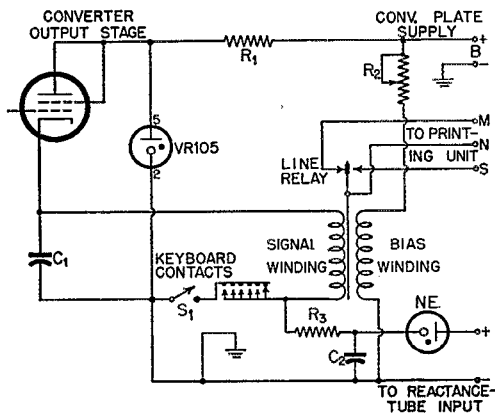 CONVERTER
OUTPUT STAGE
CONV. PLATE
SUPPLY
+
B
−
R1
R2
5
VR105
2
M
TO PRINT-
N
ING UNIT
S
LINE
RELAY
C1
KEYBOARD
CONTACTS
S1
SIGNAL
WINDING
BIAS
WINDING
R3
NE.
+
C2
−
TO REACTANCE-
TUBE INPUT